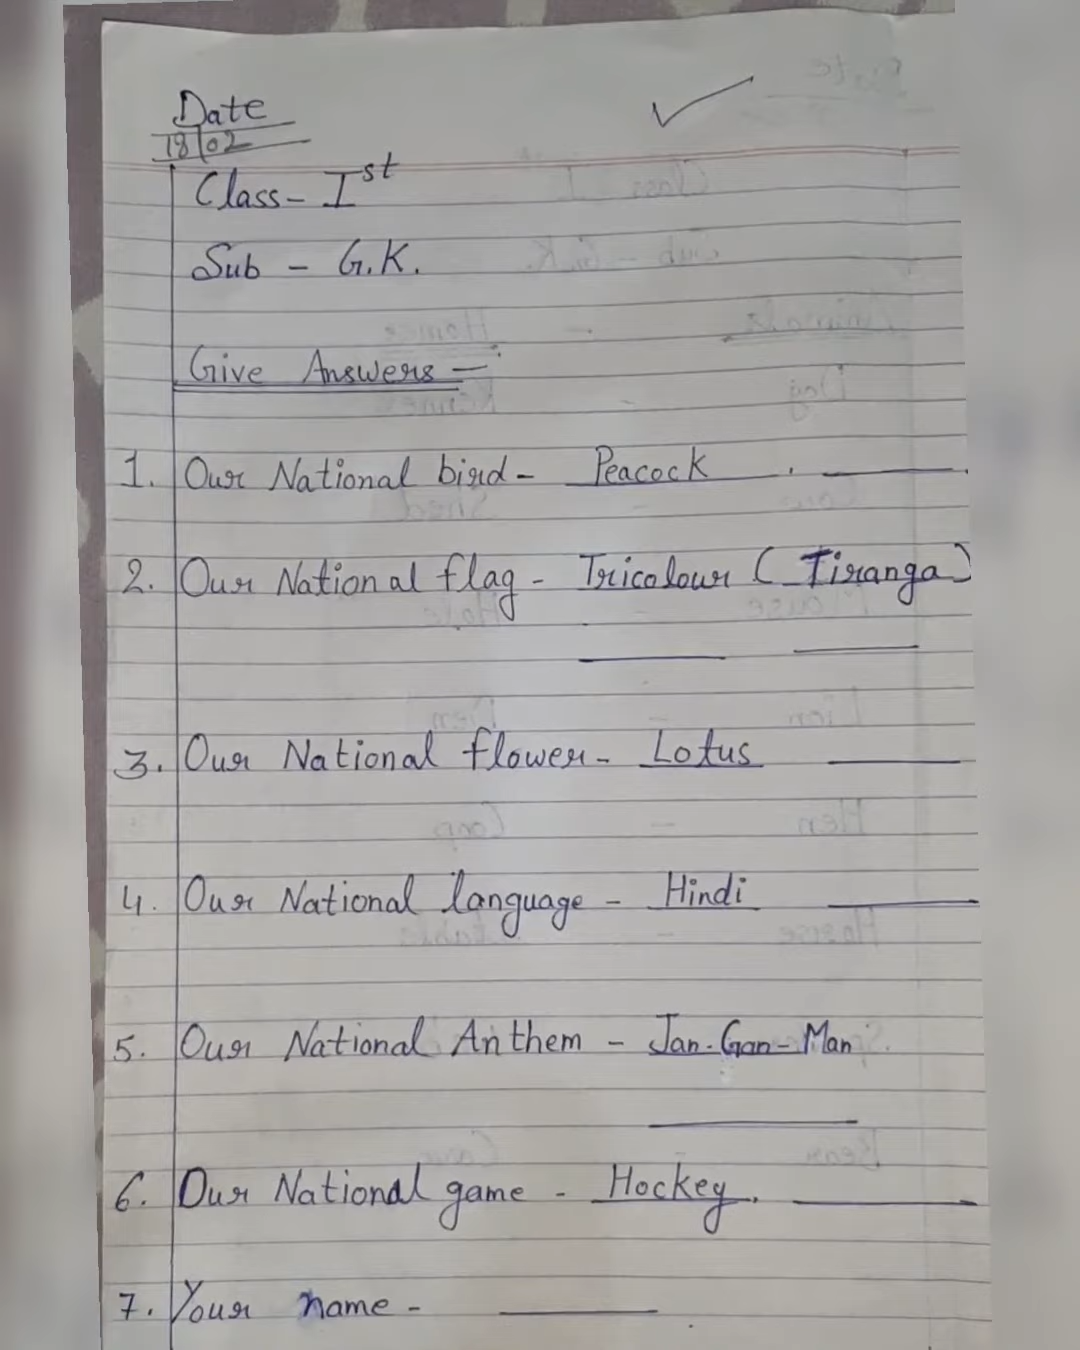 Date
18/02
Class - Ist
Sub - G.K.
Give Answers -
1. Our National bird - Peacock .
2. Our National flag - Tricolour ( Tiranga )
3. Our National flower - Lotus
4. Our National language - Hindi
5. Our National Anthem - Jan-Gan-Man
6. Our National game - Hockey.
7. Your name -